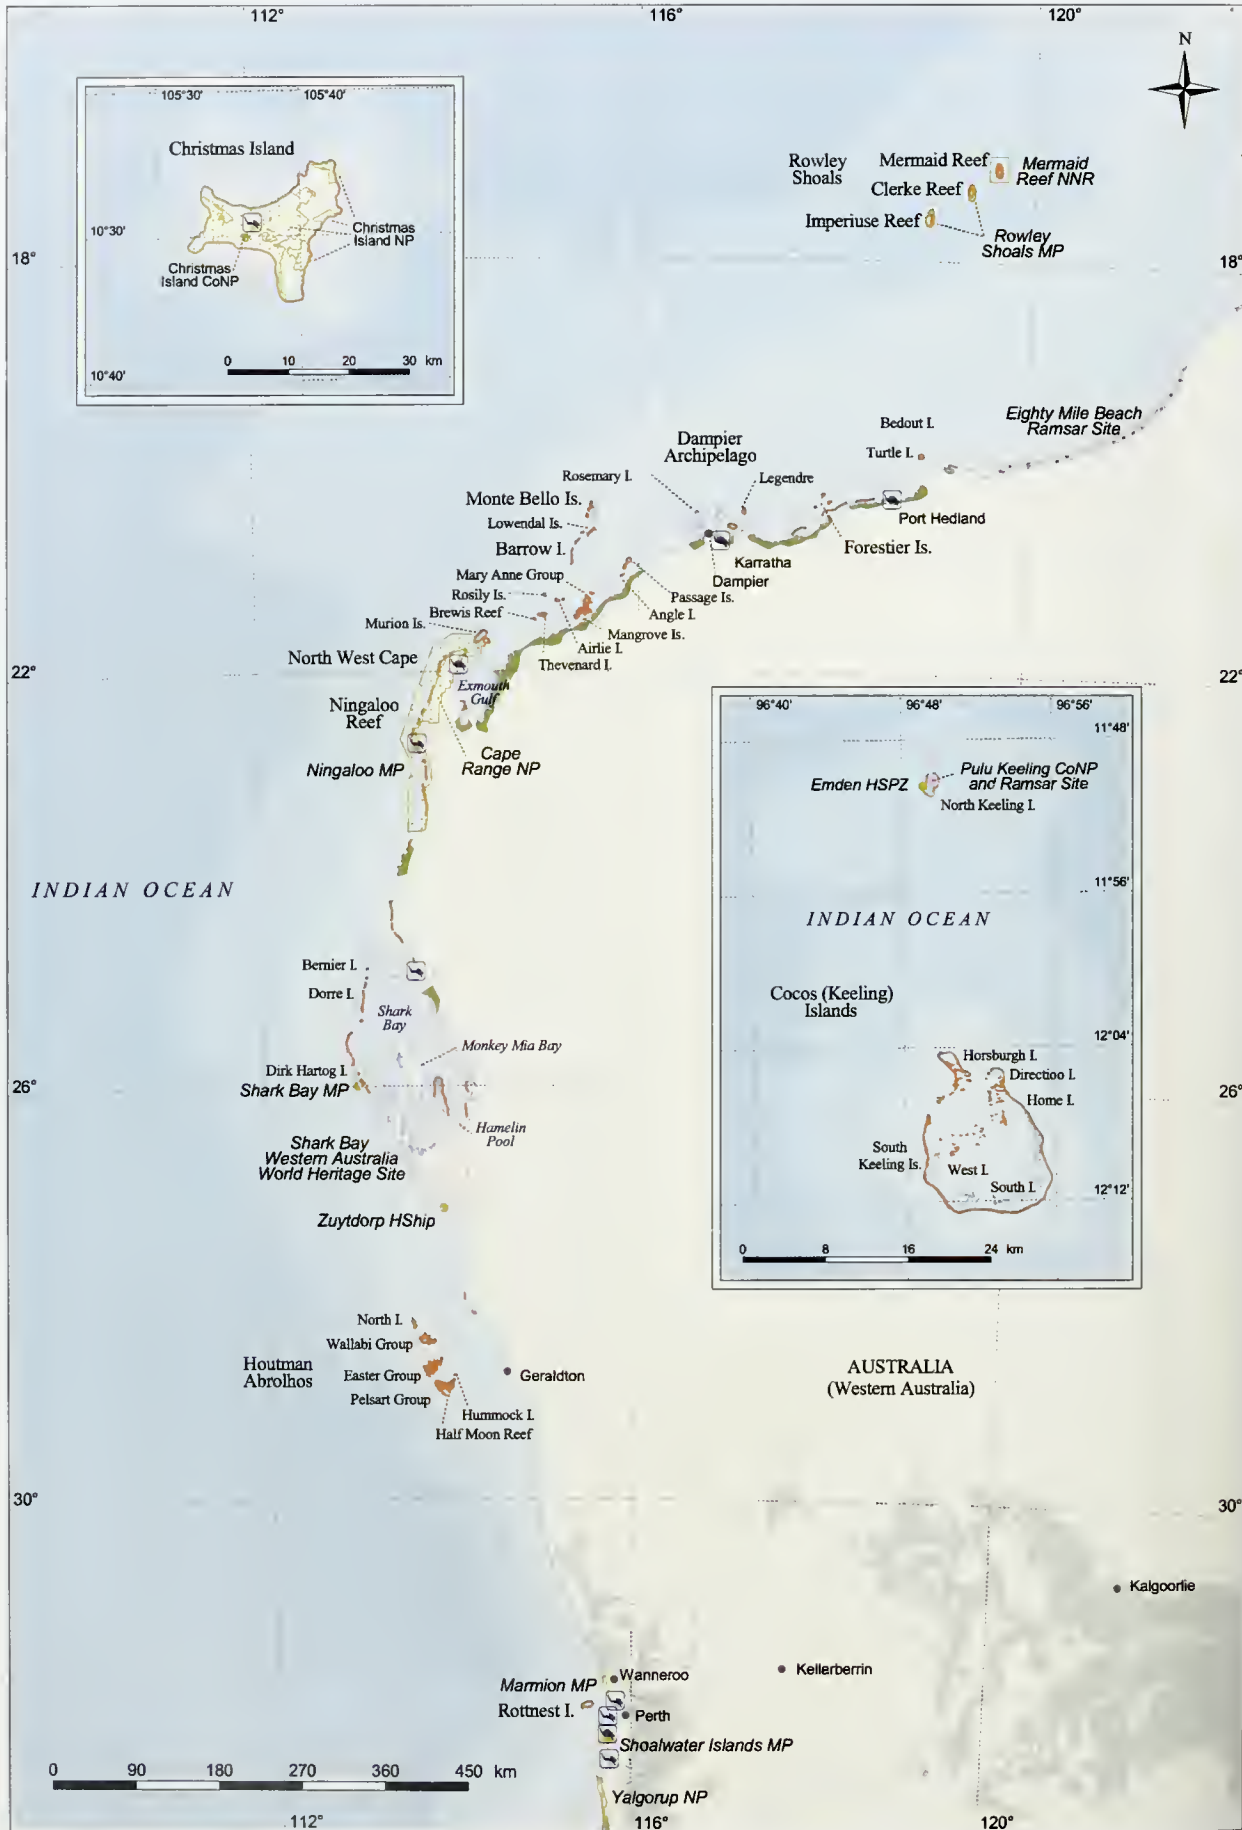 112°
116°
120°
N
105°30'
105°40'
Christmas Island
Christmas
Island NP
10°30'
Christmas
Island CoNP
0 10 20 30 km
10°40'
Rowley
Shoals
Mermaid Reef
Mermaid
Reef NNR
Clerke Reef
Imperiuse Reef
Rowley
Shoals MP
18°
18°
Eighty Mile Beach
Ramsar Site
Bedout I.
Turtle I.
Dampier
Archipelago
Rosemary I.
Legendre
Monte Bello Is.
Lowendal Is.
Port Hedland
Barrow I.
Forestier Is.
Karratha
Dampier
Mary Anne Group
Passage Is.
Rosily Is.
Angle I.
Brewis Reef
Mangrove Is.
Murion Is.
Airlie I.
Thevenard I.
North West Cape
22°
22°
Exmouth
Gulf
Ningaloo
Reef
Cape
Range NP
Ningaloo MP
96°40'
96°48'
96°56'
11°48'
Emden HSPZ
Pulu Keeling CoNP
and Ramsar Site
North Keeling I.
11°56'
INDIAN OCEAN
INDIAN OCEAN
Cocos (Keeling)
Islands
12°04'
Horsburgh I.
Directioo I.
Home I.
South
Keeling Is.
West I.
South I.
12°12'
0 8 16 24 km
Bernier I.
Dorre I.
Shark
Bay
Monkey Mia Bay
Dirk Hartog I.
Shark Bay MP
26°
26°
Hamelin
Pool
Shark Bay
Western Australia
World Heritage Site
Zuytdorp HShip
North I.
Wallabi Group
Houtman
Abrolhos
Easter Group
Geraldton
Pelsart Group
Hummock I.
Half Moon Reef
AUSTRALIA
(Western Australia)
30°
30°
Kalgoorlie
Kellerberrin
Marmion MP
Wanneroo
Rottnest I.
Perth
Shoalwater Islands MP
0 90 180 270 360 450 km
Yalgorup NP
112°
116°
120°